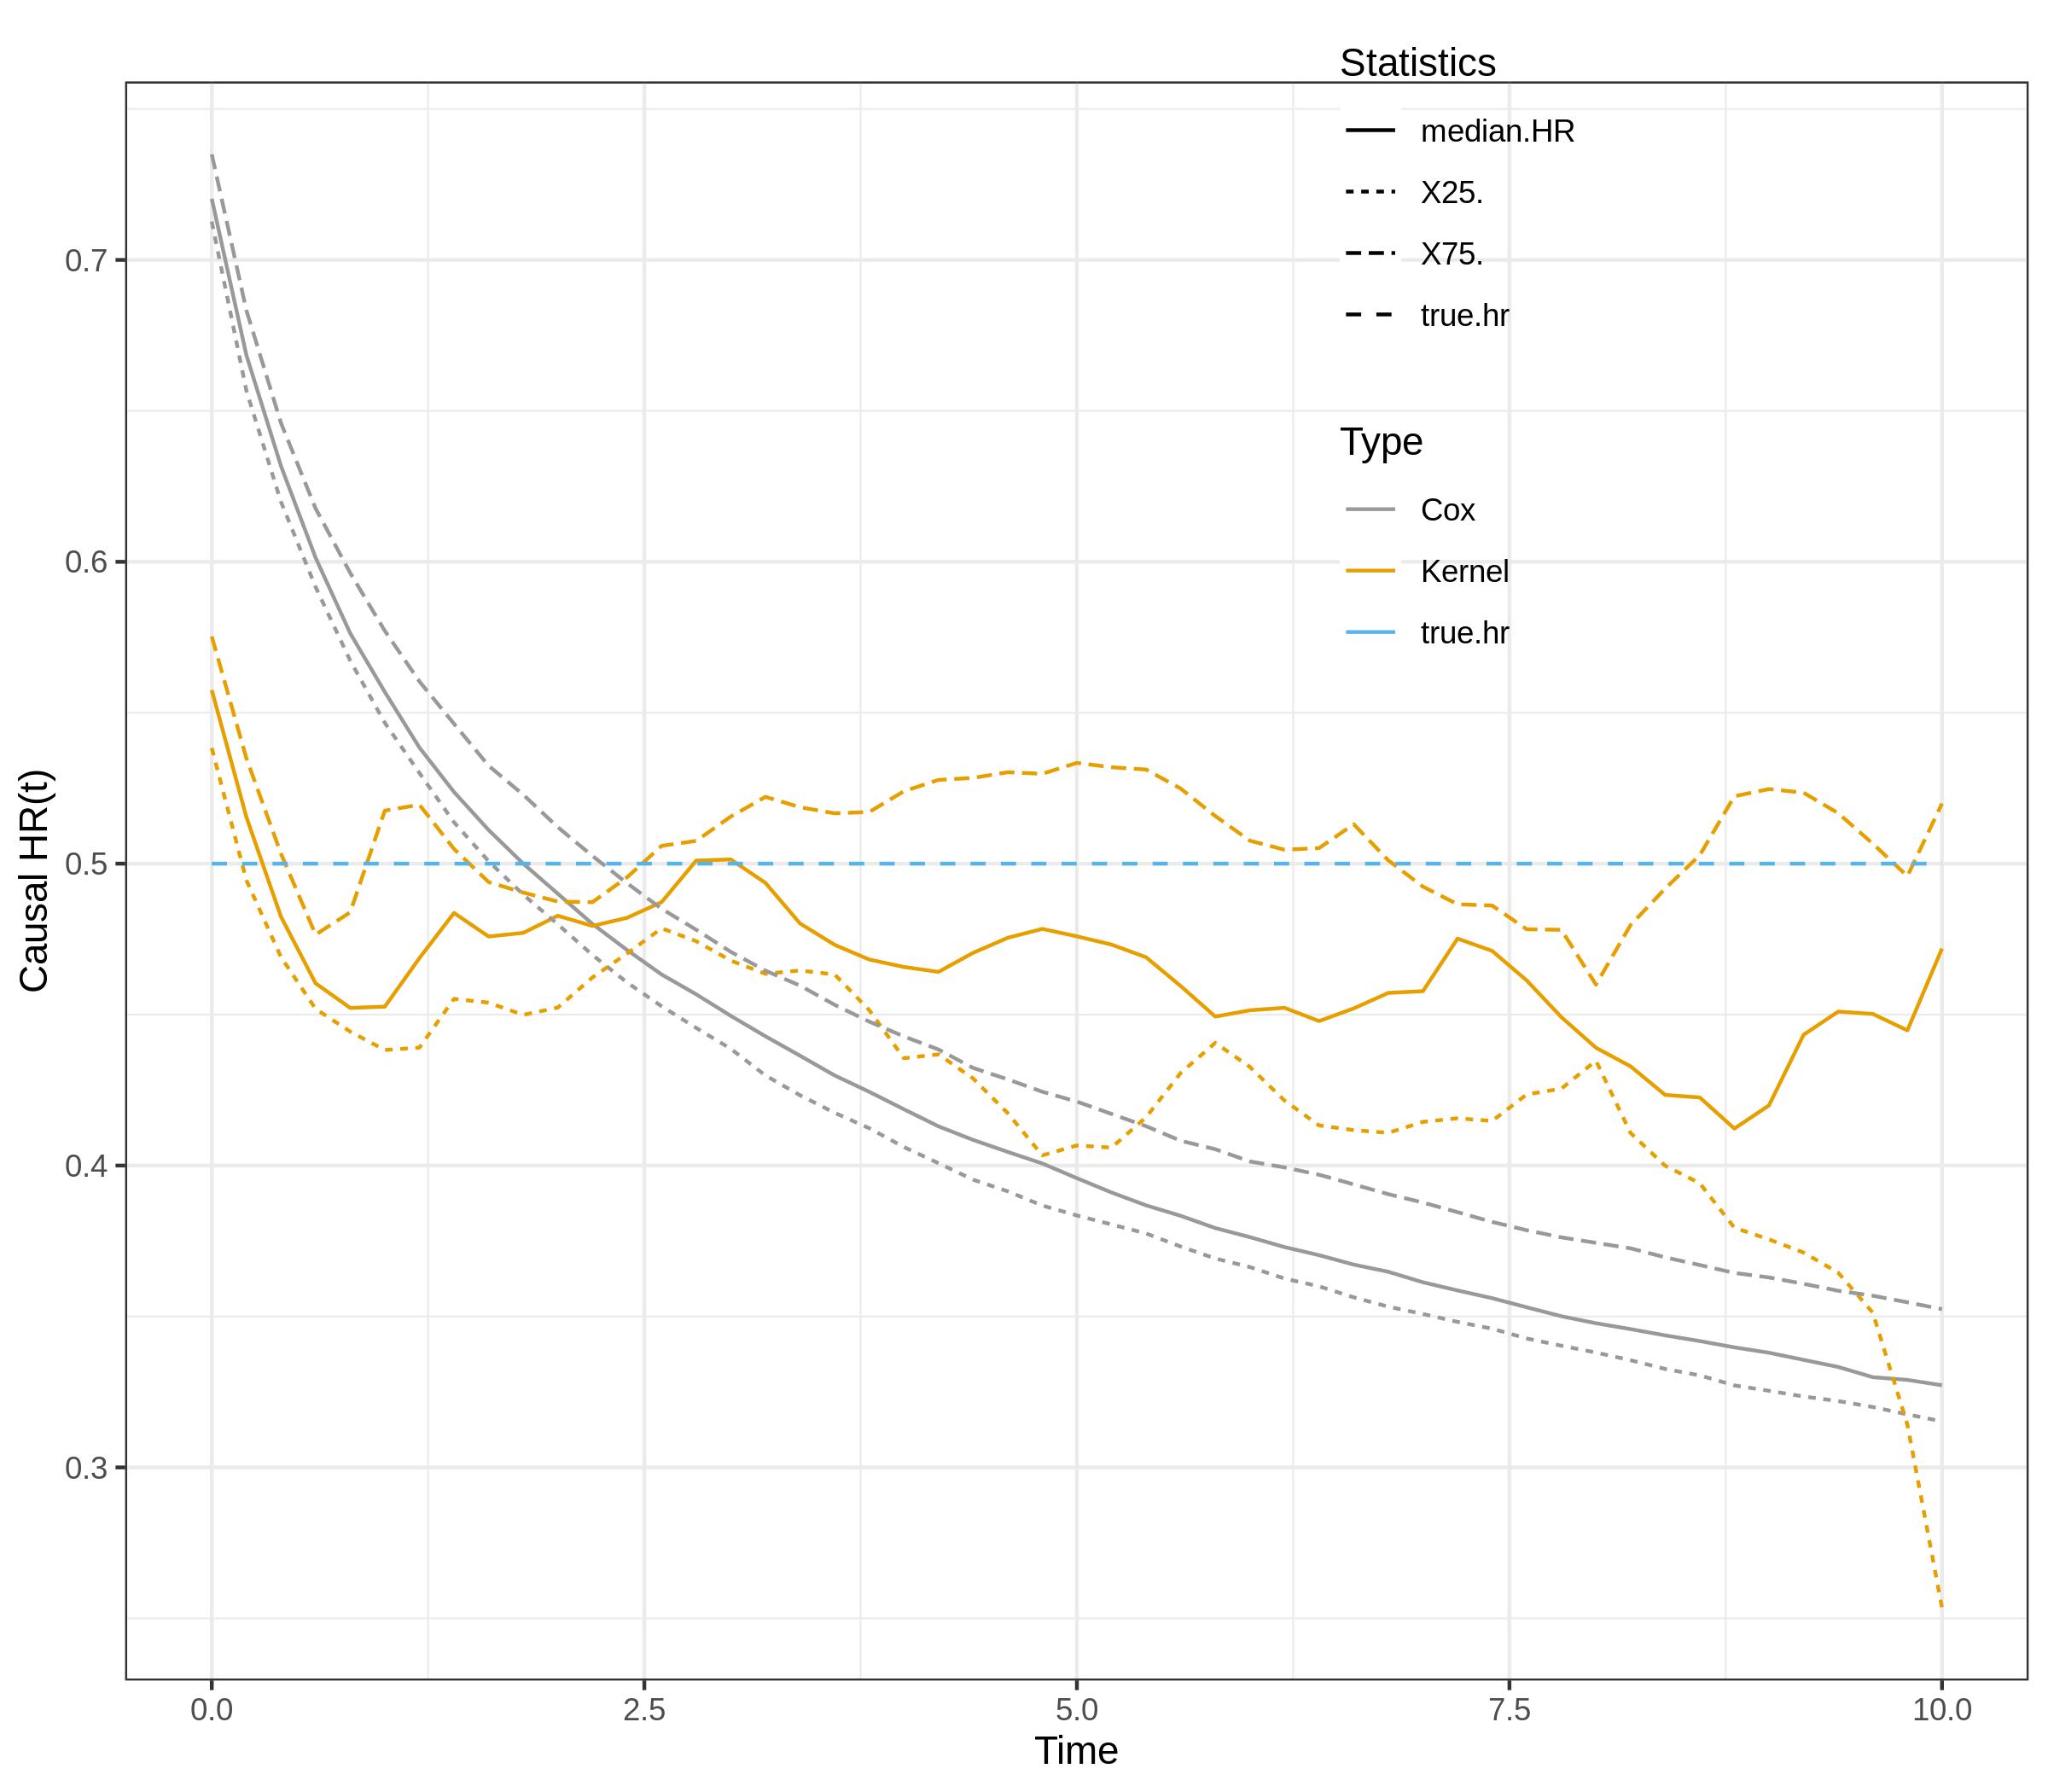 Statistics
median.HR
X25.
X75.
true.hr
Type
Cox
Kernel
true.hr
Causal HR(t)
0.7
0.6
0.5
0.4
0.3
0.0 2.5 5.0 7.5 10.0
Time